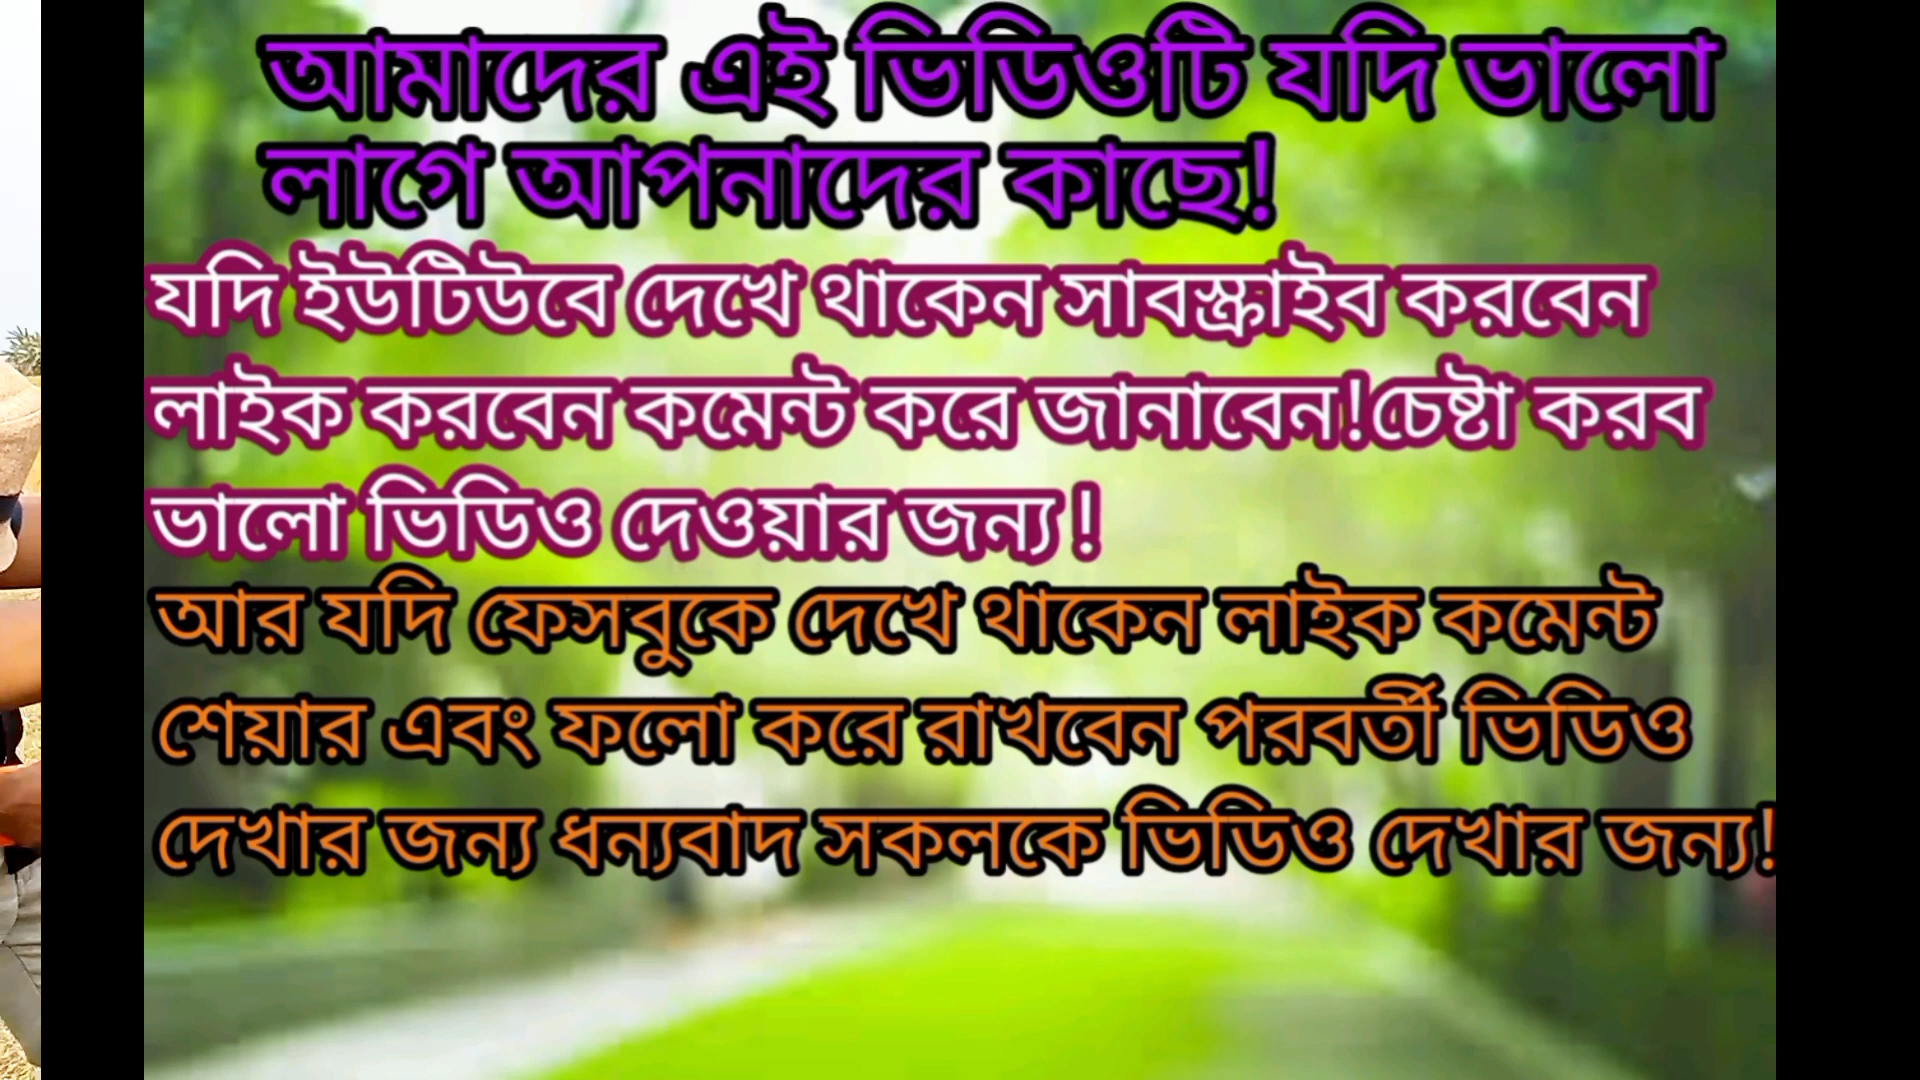 আমাদের এই ভিডিওটি যদি ভালো
লাগে আপনাদের কাছে!
যদি ইউটিউবে দেখে থাকেন সাবস্ক্রাইব করবেন
লাইক করবেন কমেন্ট করে জানাবেন!চেষ্টা করব
ভালো ভিডিও দেওয়ার জন্য!
আর যদি ফেসবুকে দেখে থাকেন লাইক কমেন্ট
শেয়ার এবং ফলো করে রাখবেন পরবর্তী ভিডিও
দেখার জন্য ধন্যবাদ সকলকে ভিডিও দেখার জন্য!